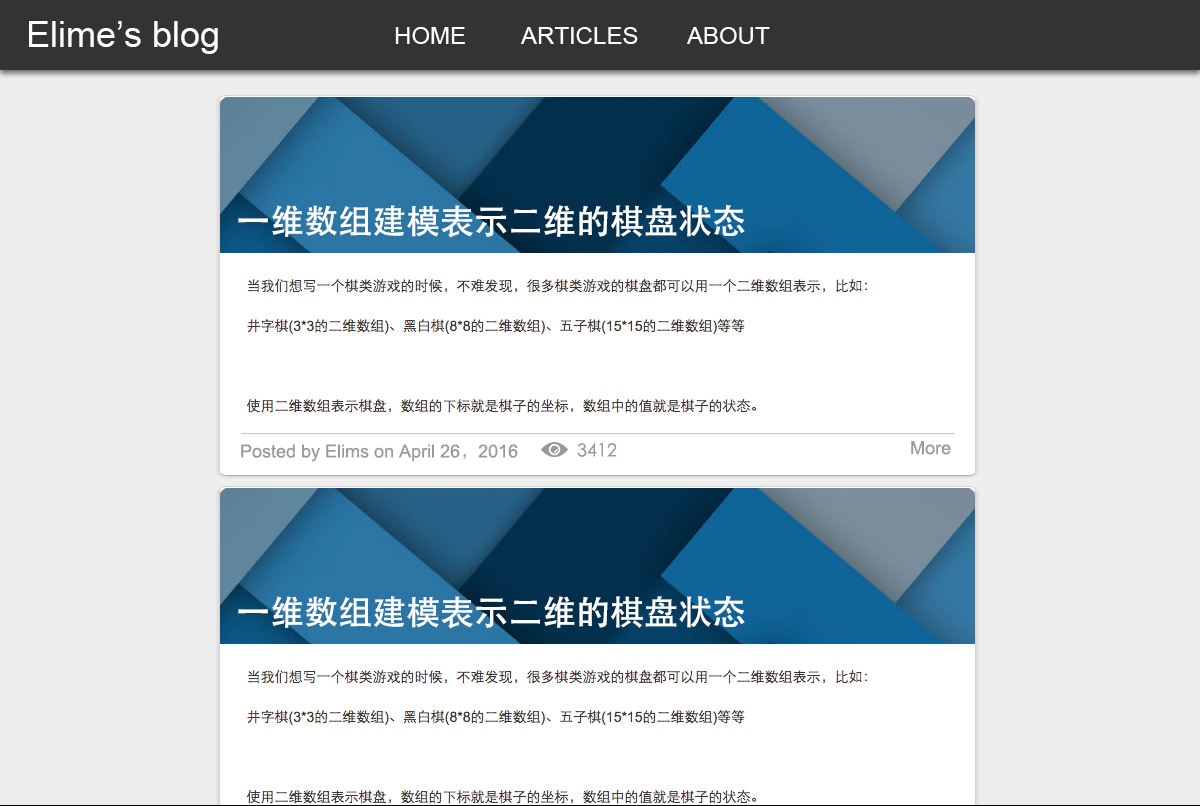 Elime’s blog
HOME ARTICLES ABOUT
一维数组建模表示二维的棋盘状态
当我们想写一个棋类游戏的时候，不难发现，很多棋类游戏的棋盘都可以用一个二维数组表示，比如：
井字棋(3*3的二维数组)、黑白棋(8*8的二维数组)、五子棋(15*15的二维数组)等等
使用二维数组表示棋盘，数组的下标就是棋子的坐标，数组中的值就是棋子的状态。
Posted by Elims on April 26，2016 3412 More
一维数组建模表示二维的棋盘状态
当我们想写一个棋类游戏的时候，不难发现，很多棋类游戏的棋盘都可以用一个二维数组表示，比如：
井字棋(3*3的二维数组)、黑白棋(8*8的二维数组)、五子棋(15*15的二维数组)等等
使用二维数组表示棋盘，数组的下标就是棋子的坐标，数组中的值就是棋子的状态。